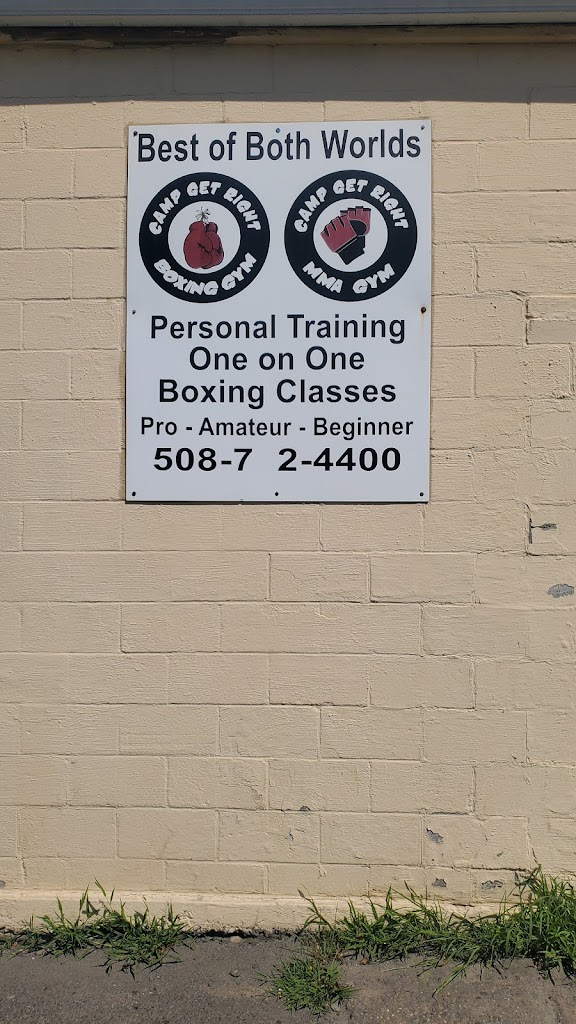 Best of Both Worlds
CAMP GET RIGHT
BOXING GYM
CAMP GET RIGHT
MMA GYM
Personal Training
One on One
Boxing Classes
Pro - Amateur - Beginner
508-7 2-4400